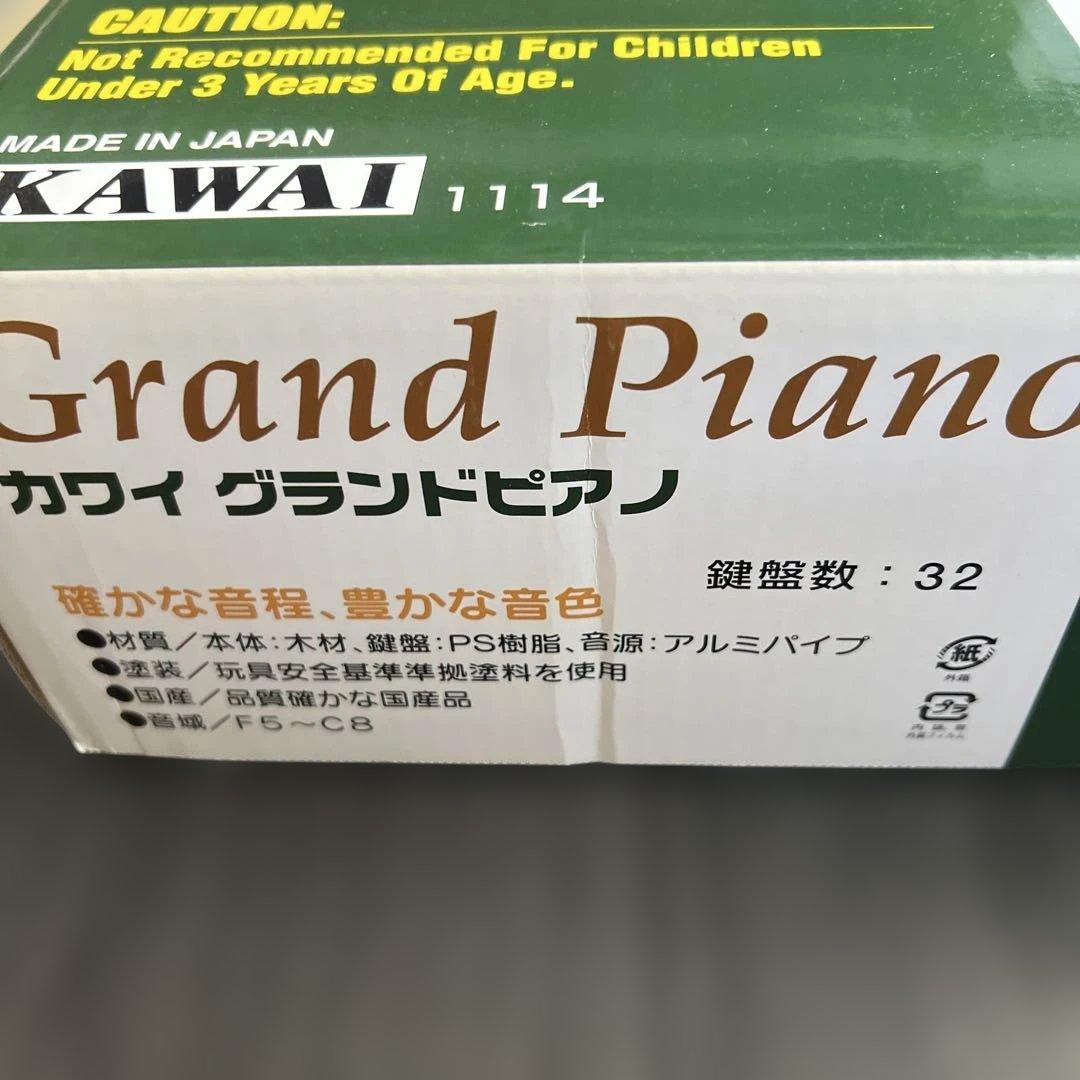 CAUTION:
Not Recommended For Children
Under 3 Years Of Age.
MADE IN JAPAN
KAWAI 1114
Grand Piano
カワイ グランドピアノ
鍵盤数：32
確かな音程、豊かな音色
●材質／本体：木材、鍵盤：PS樹脂、音源：アルミパイプ
●塗装／玩具安全基準準拠塗料を使用
●国産／品質確かな国産品
●音域／F5～C8
紙
外箱
プラ